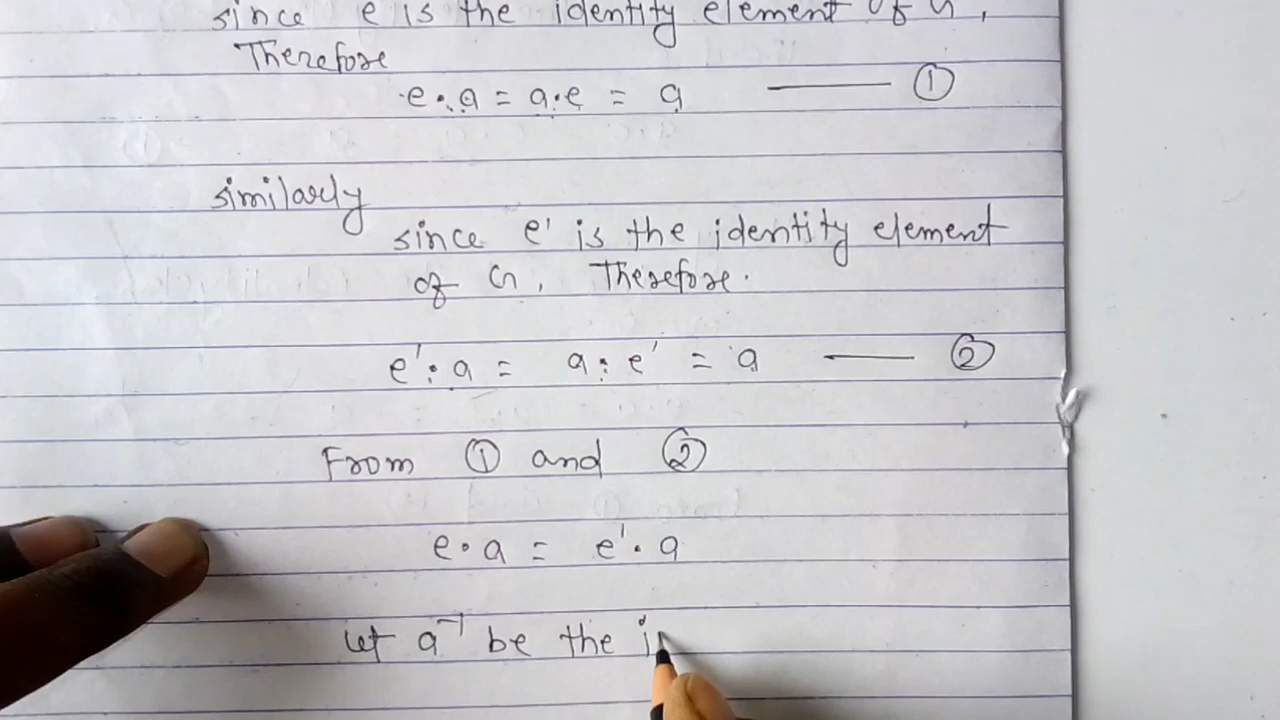 since e is the identity element of G,
Therefore
e·a = a·e = a —— ①
similarly
since e' is the identity element
of G, Therefore.
e'·a = a·e' = a —— ②
From ① and ②
e·a = e'·a
Let a⁻¹ be the i